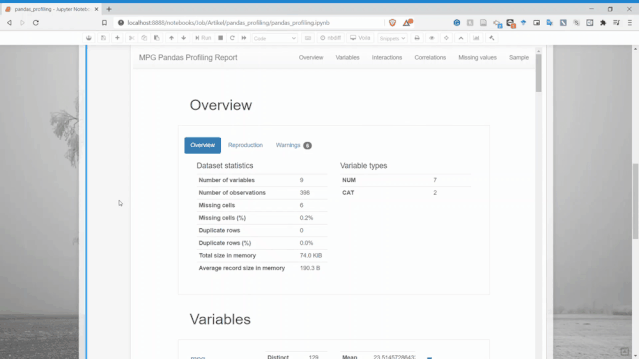 pandas_profiling - Jupyter Noteb
localhost:8888/notebooks/Job/Artikel/pandas_profiling/pandas_profiling.ipynb
Run
Code
nbdiff
Voila
Snippets
MPG Pandas Profiling Report
Overview
Variables
Interactions
Correlations
Missing values
Sample
Overview
Overview
Reproduction
Warnings
Dataset statistics
Number of variables 9
Number of observations 398
Missing cells 6
Missing cells (%) 0.2%
Duplicate rows 0
Duplicate rows (%) 0.0%
Total size in memory 74.0 KiB
Average record size in memory 190.3 B
Variable types
NUM 7
CAT 2
Variables
Distinct 129
Mean 23.5145728643